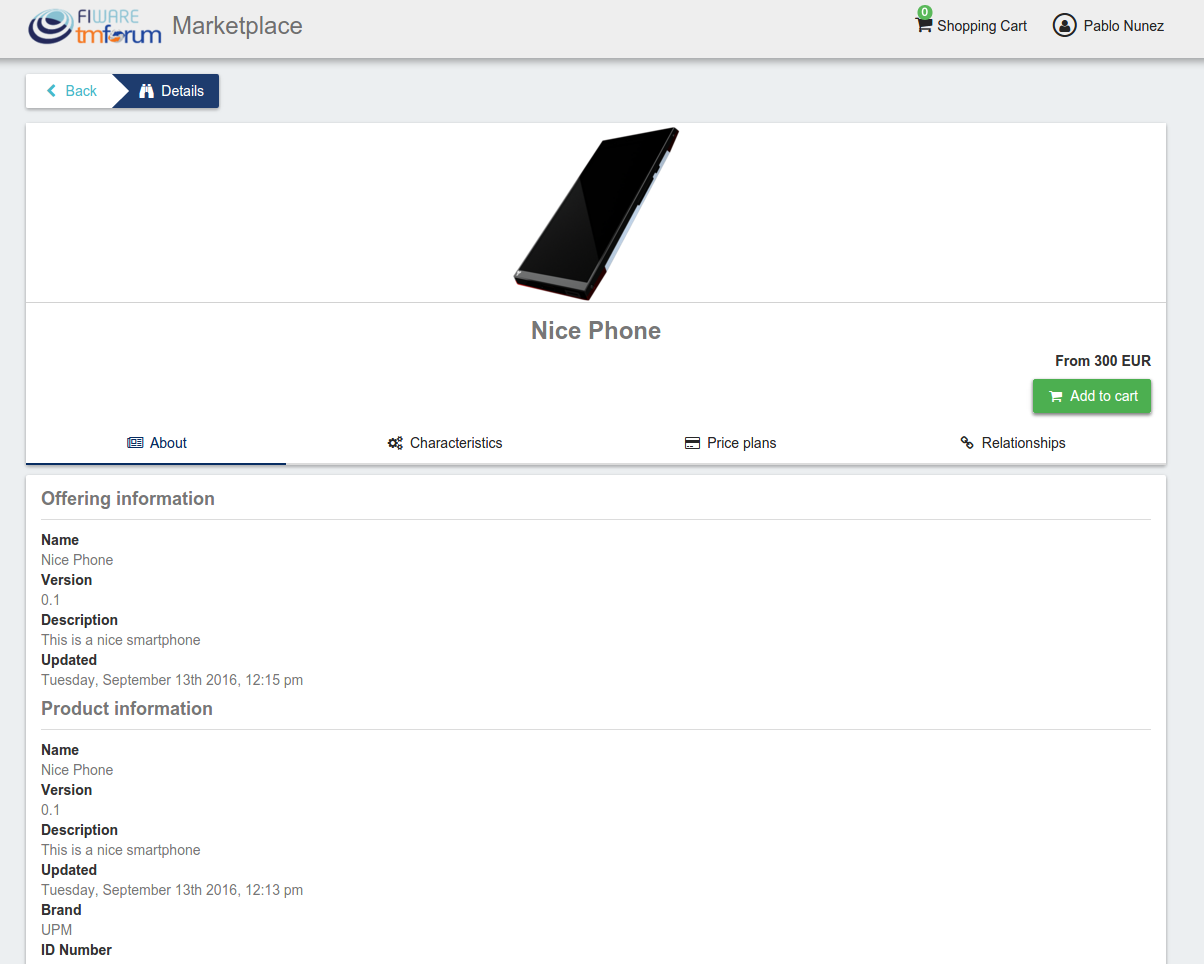 FIWARE
tmforum
Marketplace
0
Shopping Cart
Pablo Nunez
Back
Details
Nice Phone
From 300 EUR
Add to cart
About
Characteristics
Price plans
Relationships
Offering information
Name
Nice Phone
Version
0.1
Description
This is a nice smartphone
Updated
Tuesday, September 13th 2016, 12:15 pm
Product information
Name
Nice Phone
Version
0.1
Description
This is a nice smartphone
Updated
Tuesday, September 13th 2016, 12:13 pm
Brand
UPM
ID Number